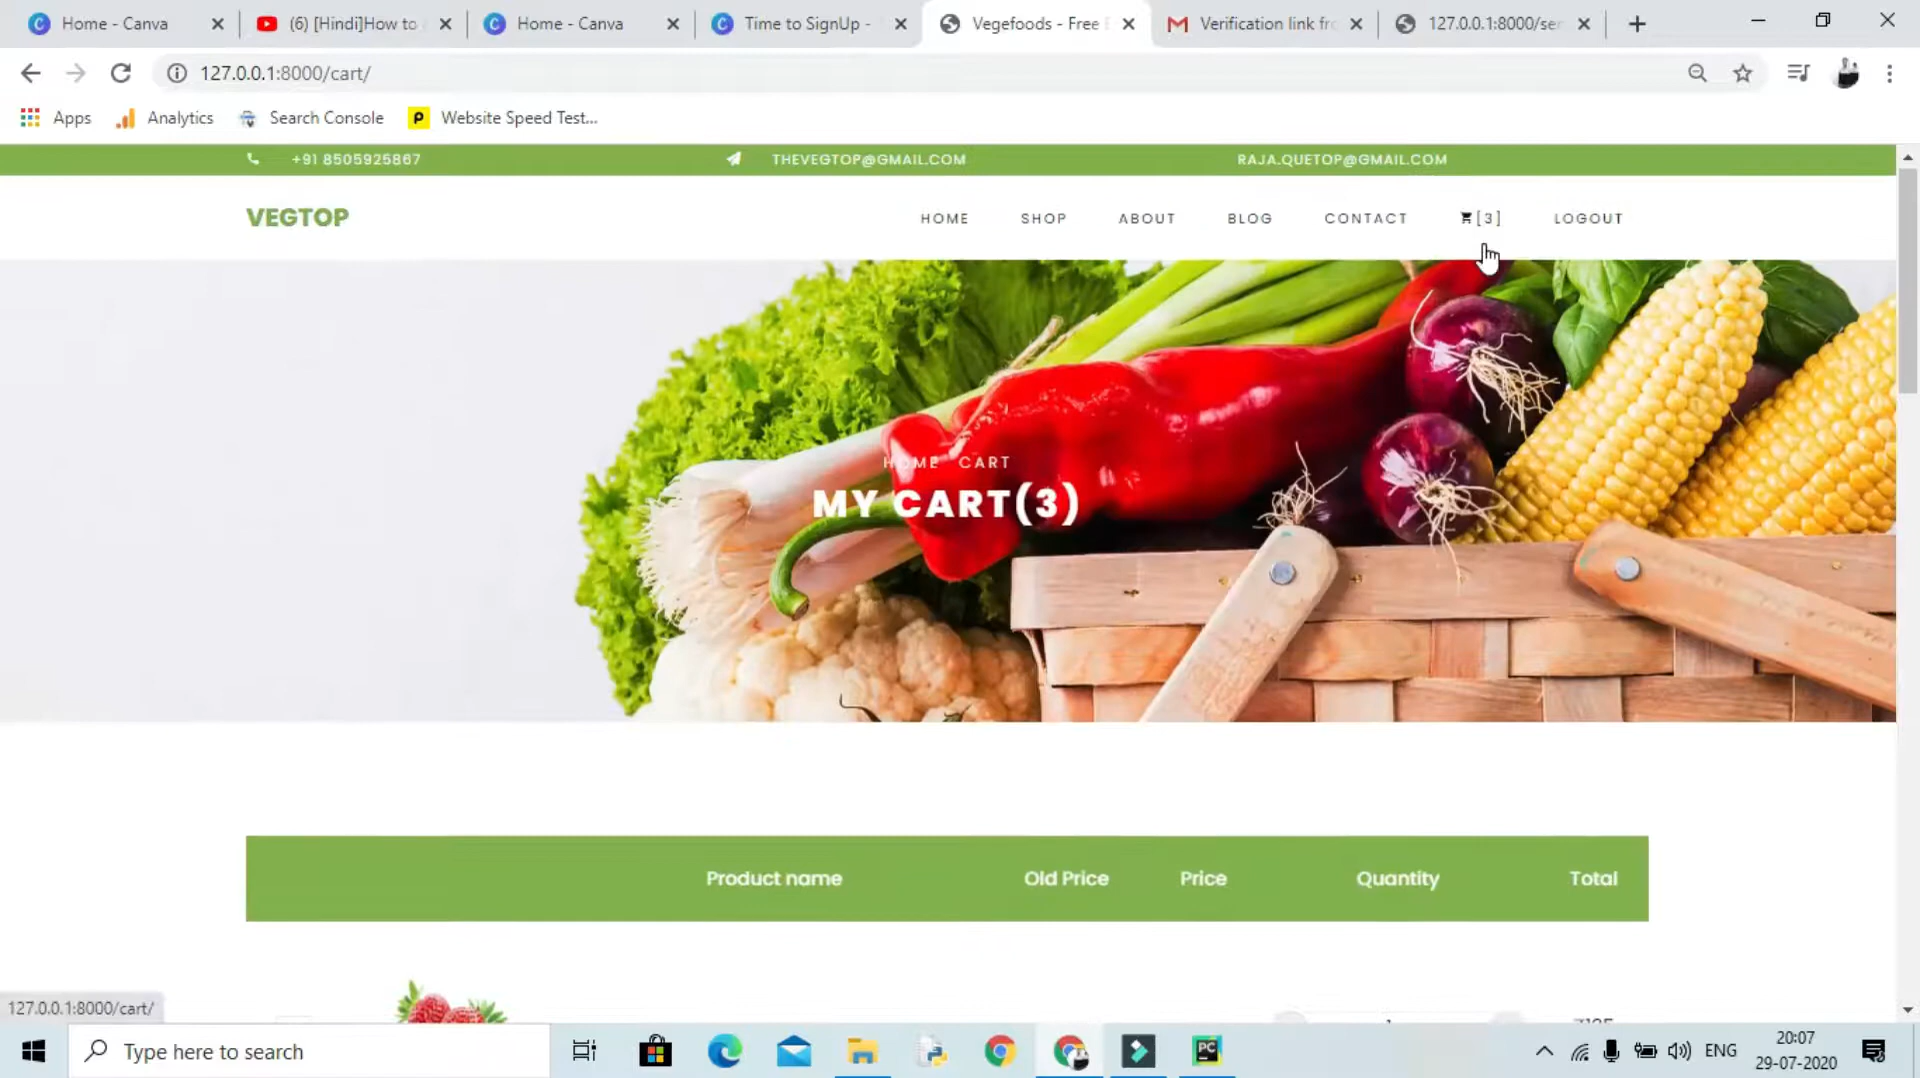 Home - Canva
(6) [Hindi]How to
Home - Canva
Time to SignUp -
Vegefoods - Free
Verification link fro
127.0.0.1:8000/ser
127.0.0.1:8000/cart/
Apps
Analytics
Search Console
Website Speed Test...
+91 8505925867
THEVEGTOP@GMAIL.COM
RAJA.QUETOP@GMAIL.COM
VEGTOP
HOME
SHOP
ABOUT
BLOG
CONTACT
[3]
LOGOUT
HOME CART
MY CART(3)
Product name
Old Price
Price
Quantity
Total
127.0.0.1:8000/cart/
Type here to search
ENG
20:07
29-07-2020